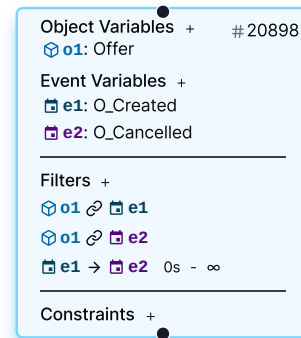 Object Variables + #20898
o1: Offer
Event Variables +
e1: O_Created
e2: O_Cancelled
Filters +
o1 e1
o1 e2
e1 → e2 0s - ∞
Constraints +